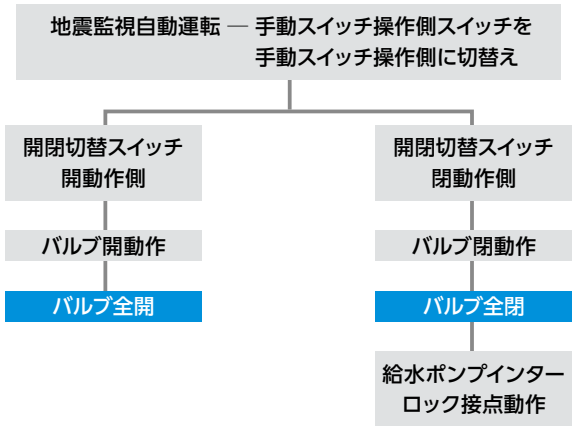 地震監視自動運転 ― 手動スイッチ操作側スイッチを
手動スイッチ操作側に切替え
開閉切替スイッチ
開動作側
バルブ開動作
バルブ全開
開閉切替スイッチ
閉動作側
バルブ閉動作
バルブ全閉
給水ポンプインター
ロック接点動作